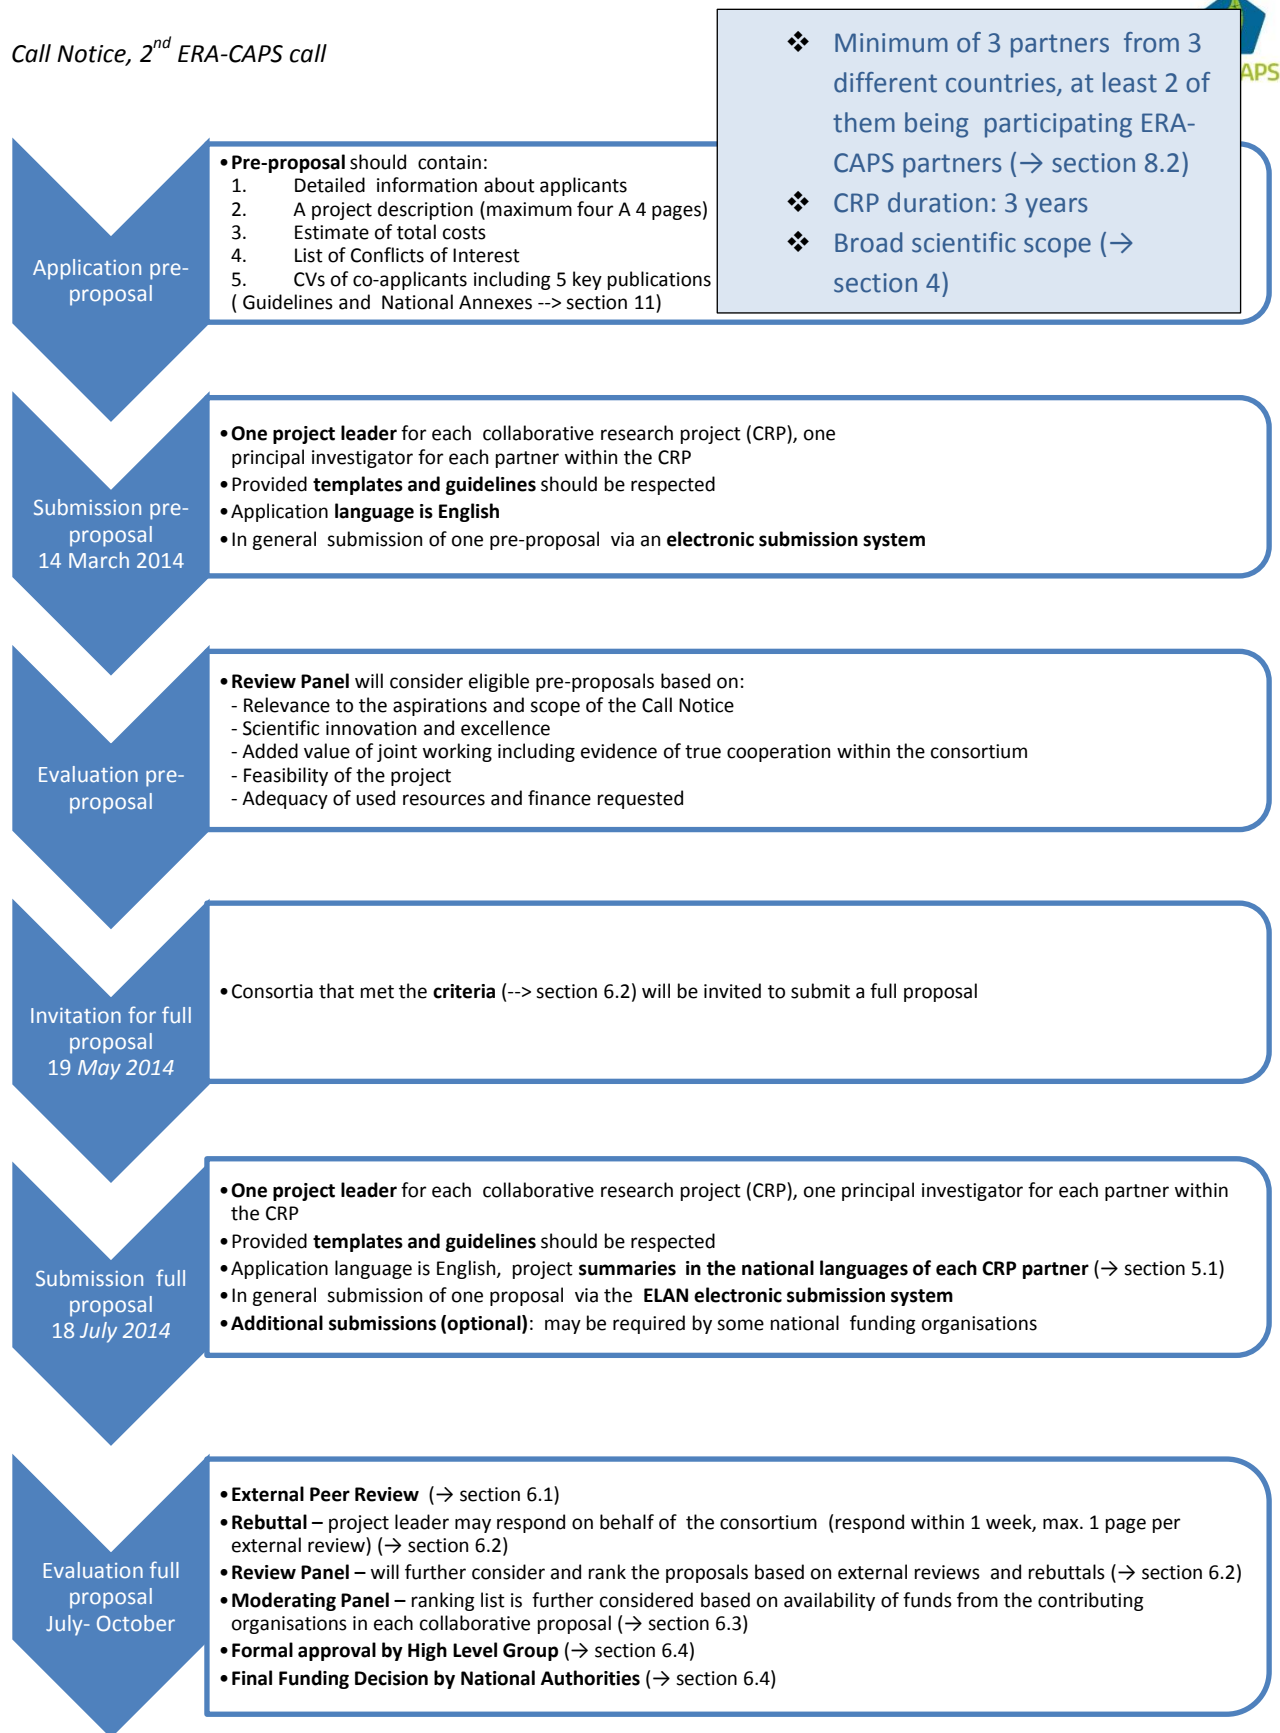 Call Notice, 2nd ERA-CAPS call
APS
❖ Minimum of 3 partners from 3
different countries, at least 2 of
them being participating ERA-
CAPS partners (→ section 8.2)
❖ CRP duration: 3 years
❖ Broad scientific scope (→
section 4)
Application pre-
proposal
•Pre-proposal should contain:
1. Detailed information about applicants
2. A project description (maximum four A 4 pages)
3. Estimate of total costs
4. List of Conflicts of Interest
5. CVs of co-applicants including 5 key publications
( Guidelines and National Annexes --> section 11)
Submission pre-
proposal
14 March 2014
•One project leader for each collaborative research project (CRP), one
principal investigator for each partner within the CRP
•Provided templates and guidelines should be respected
•Application language is English
•In general submission of one pre-proposal via an electronic submission system
Evaluation pre-
proposal
•Review Panel will consider eligible pre-proposals based on:
- Relevance to the aspirations and scope of the Call Notice
- Scientific innovation and excellence
- Added value of joint working including evidence of true cooperation within the consortium
- Feasibility of the project
- Adequacy of used resources and finance requested
Invitation for full
proposal
19 May 2014
•Consortia that met the criteria (--> section 6.2) will be invited to submit a full proposal
Submission full
proposal
18 July 2014
•One project leader for each collaborative research project (CRP), one principal investigator for each partner within
the CRP
•Provided templates and guidelines should be respected
•Application language is English, project summaries in the national languages of each CRP partner (→ section 5.1)
•In general submission of one proposal via the ELAN electronic submission system
•Additional submissions (optional): may be required by some national funding organisations
Evaluation full
proposal
July- October
•External Peer Review (→ section 6.1)
•Rebuttal – project leader may respond on behalf of the consortium (respond within 1 week, max. 1 page per
external review) (→ section 6.2)
•Review Panel – will further consider and rank the proposals based on external reviews and rebuttals (→ section 6.2)
•Moderating Panel – ranking list is further considered based on availability of funds from the contributing
organisations in each collaborative proposal (→ section 6.3)
•Formal approval by High Level Group (→ section 6.4)
•Final Funding Decision by National Authorities (→ section 6.4)